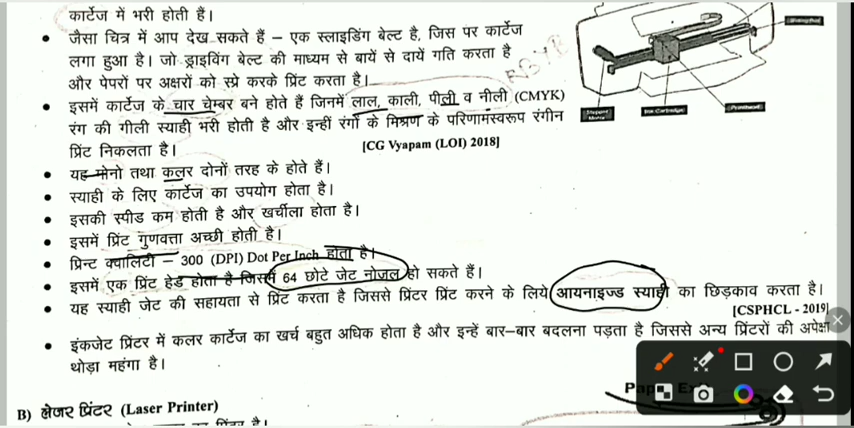 कार्टेज में भरी होती हैं।
• जैसा चित्र में आप देख सकते हैं – एक स्लाइडिंग बेल्ट है, जिस पर कार्टेज
लगा हुआ है। जो ड्राइविंग बेल्ट की माध्यम से बायें से दायें गति करता है
और पेपरों पर अक्षरों को स्प्रे करके प्रिंट करता है।
• इसमें कार्टेज के चार चेम्बर बने होते हैं जिनमें लाल, काली, पीली व नीली (CMYK)
रंग की गीली स्याही भरी होती है और इन्हीं रंगों के मिश्रण के परिणामस्वरूप रंगीन
प्रिंट निकलता है। [CG Vyapam (LOI) 2018]
• यह मोनो तथा कलर दोनों तरह के होते हैं।
• स्याही के लिए कार्टेज का उपयोग होता है।
• इसकी स्पीड कम होती है और खर्चीला होता है।
• इसमें प्रिंट गुणवत्ता अच्छी होती है।
• प्रिन्ट क्वालिटी – 300 (DPI) Dot Per Inch होता है।
• इसमें एक प्रिंट हेड होता है जिसमें 64 छोटे जेट नोजल हो सकते हैं।
• यह स्याही जेट की सहायता से प्रिंट करता है जिससे प्रिंटर प्रिंट करने के लिये आयनाइज्ड स्याही का छिड़काव करता है।
[CSPHCL - 2019]
• इंकजेट प्रिंटर में कलर कार्टेज का खर्च बहुत अधिक होता है और इन्हें बार–बार बदलना पड़ता है जिससे अन्य प्रिंटरों की अपेक्षा
थोड़ा महंगा है।
B) लेजर प्रिंटर (Laser Printer)